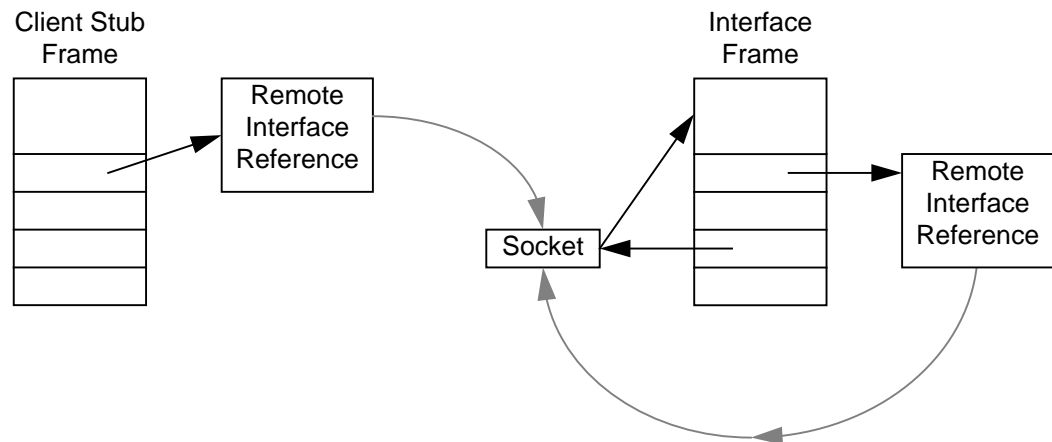 Client Stub
Frame
Remote
Interface
Reference
Socket
Interface
Frame
Remote
Interface
Reference